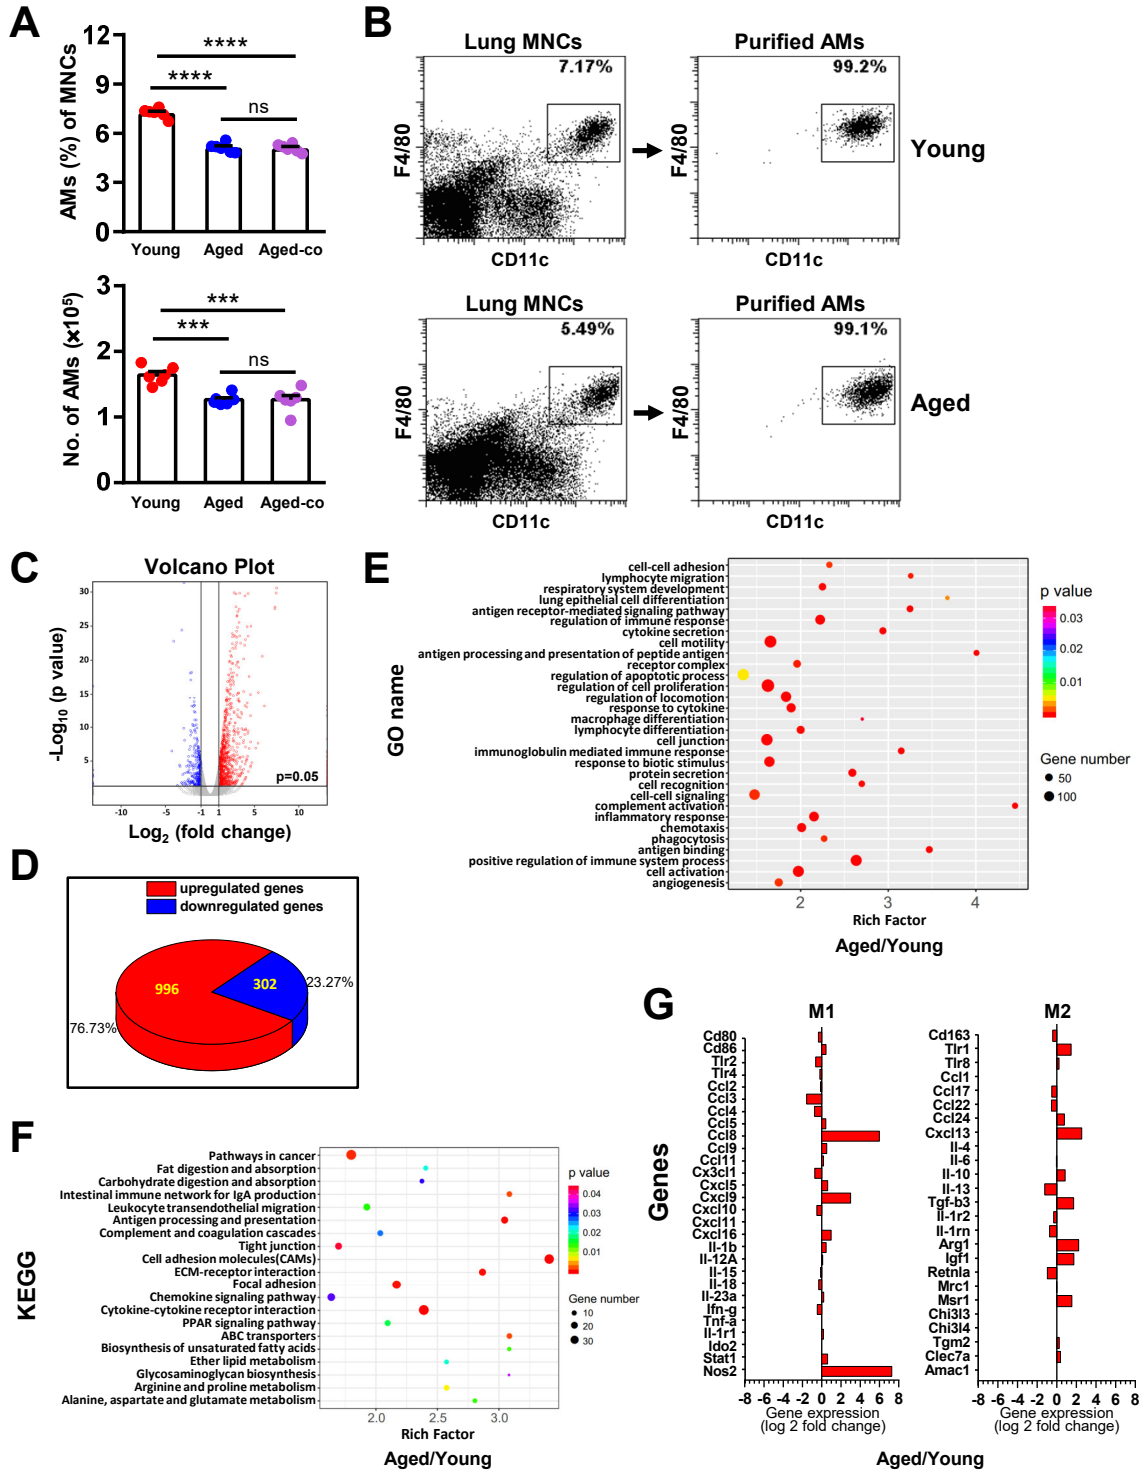 A
12
9
6
3
0
AMs (%) of MNCs
****
****
ns
Young
Aged
Aged-co
3
2
1
0
No. of AMs (×10⁵)
***
***
ns
Young
Aged
Aged-co
B
Lung MNCs
7.17%
F4/80
CD11c
Purified AMs
99.2%
F4/80
CD11c
Young
Lung MNCs
5.49%
F4/80
CD11c
Purified AMs
99.1%
F4/80
CD11c
Aged
C
Volcano Plot
30
25
20
15
10
5
-Log₁₀ (p value)
p=0.05
-10
-5
-1
1
5
10
Log₂ (fold change)
D
upregulated genes
downregulated genes
996
302
23.27%
76.73%
E
GO name
cell-cell adhesion
lymphocyte migration
respiratory system development
lung epithelial cell differentiation
antigen receptor-mediated signaling pathway
regulation of immune response
cytokine secretion
cell motility
antigen processing and presentation of peptide antigen
receptor complex
regulation of apoptotic process
regulation of cell proliferation
regulation of locomotion
response to cytokine
macrophage differentiation
lymphocyte differentiation
cell junction
immunoglobulin mediated immune response
response to biotic stimulus
protein secretion
cell recognition
cell-cell signaling
complement activation
inflammatory response
chemotaxis
phagocytosis
antigen binding
positive regulation of immune system process
cell activation
angiogenesis
2
3
4
Rich Factor
Aged/Young
p value
0.03
0.02
0.01
Gene number
50
100
F
KEGG
Pathways in cancer
Fat digestion and absorption
Carbohydrate digestion and absorption
Intestinal immune network for IgA production
Leukocyte transendothelial migration
Antigen processing and presentation
Complement and coagulation cascades
Tight junction
Cell adhesion molecules(CAMs)
ECM-receptor interaction
Focal adhesion
Chemokine signaling pathway
Cytokine-cytokine receptor interaction
PPAR signaling pathway
ABC transporters
Biosynthesis of unsaturated fatty acids
Ether lipid metabolism
Glycosaminoglycan biosynthesis
Arginine and proline metabolism
Alanine, aspartate and glutamate metabolism
2.0
2.5
3.0
Rich Factor
Aged/Young
p value
0.04
0.03
0.02
0.01
Gene number
10
20
30
G
Genes
M1
Cd80
Cd86
Tlr2
Tlr4
Ccl2
Ccl3
Ccl4
Ccl5
Ccl8
Ccl9
Ccl11
Cx3cl1
Cxcl5
Cxcl9
Cxcl10
Cxcl11
Cxcl16
Il-1b
Il-12A
Il-15
Il-18
Il-23a
Ifn-g
Tnf-a
Il-1r1
Ido2
Stat1
Nos2
-8 -6 -4 -2 0 2 4 6 8
Gene expression
(log 2 fold change)
M2
Cd163
Tlr1
Tlr8
Ccl1
Ccl17
Ccl22
Ccl24
Cxcl13
Il-4
Il-6
Il-10
Il-13
Tgf-b3
Il-1r2
Il-1rn
Arg1
Igf1
Retnla
Mrc1
Msr1
Chi3l3
Chi3l4
Tgm2
Clec7a
Amac1
-8 -6 -4 -2 0 2 4 6 8
Gene expression
(log 2 fold change)
Aged/Young